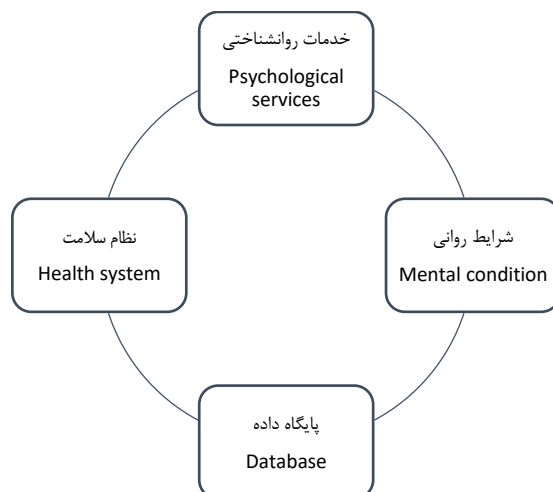 خدمات روانشناختی
Psychological
services
نظام سلامت
Health system
شرایط روانی
Mental condition
پایگاه داده
Database